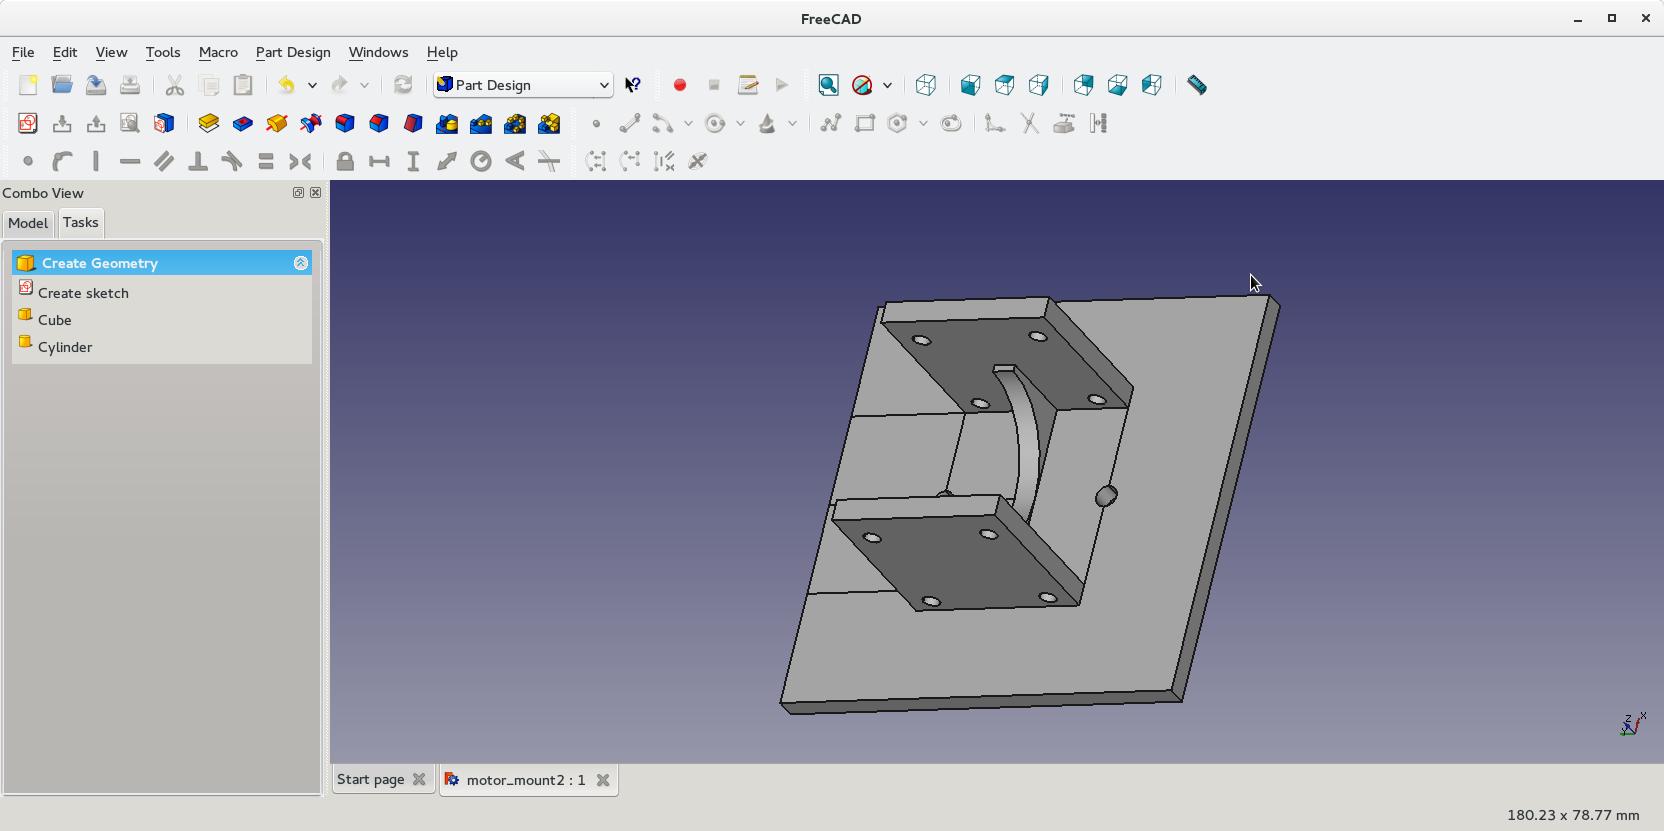 FreeCAD
File Edit View Tools Macro Part Design Windows Help
Part Design
Combo View
Model Tasks
Create Geometry
Create sketch
Cube
Cylinder
Z X
Y
Start page motor_mount2 : 1
180.23 x 78.77 mm